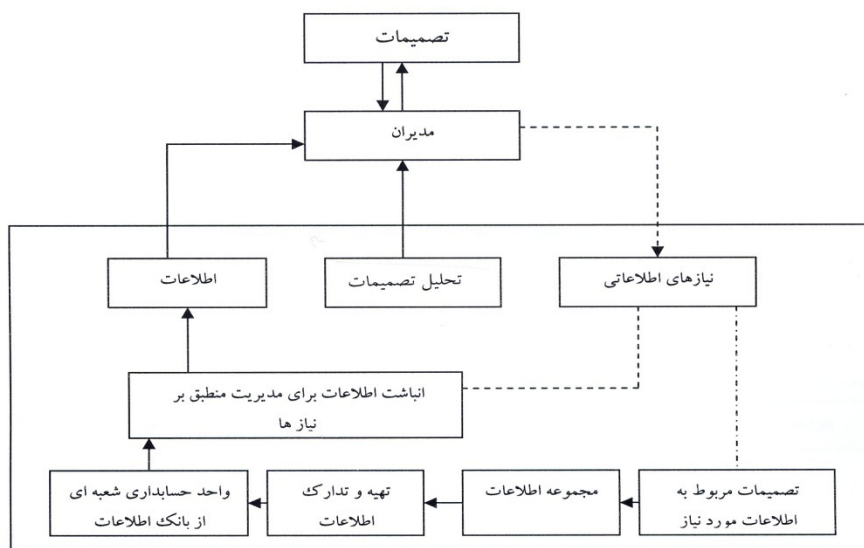 تصمیمات
مدیران
اطلاعات
تحلیل تصمیمات
نیازهای اطلاعاتی
انباشت اطلاعات برای مدیریت منطبق بر
نیاز ها
واحد حسابداری شعبه ای
از بانک اطلاعات
تهیه و تدارک
اطلاعات
مجموعه اطلاعات
تصمیمات مربوط به
اطلاعات مورد نیاز